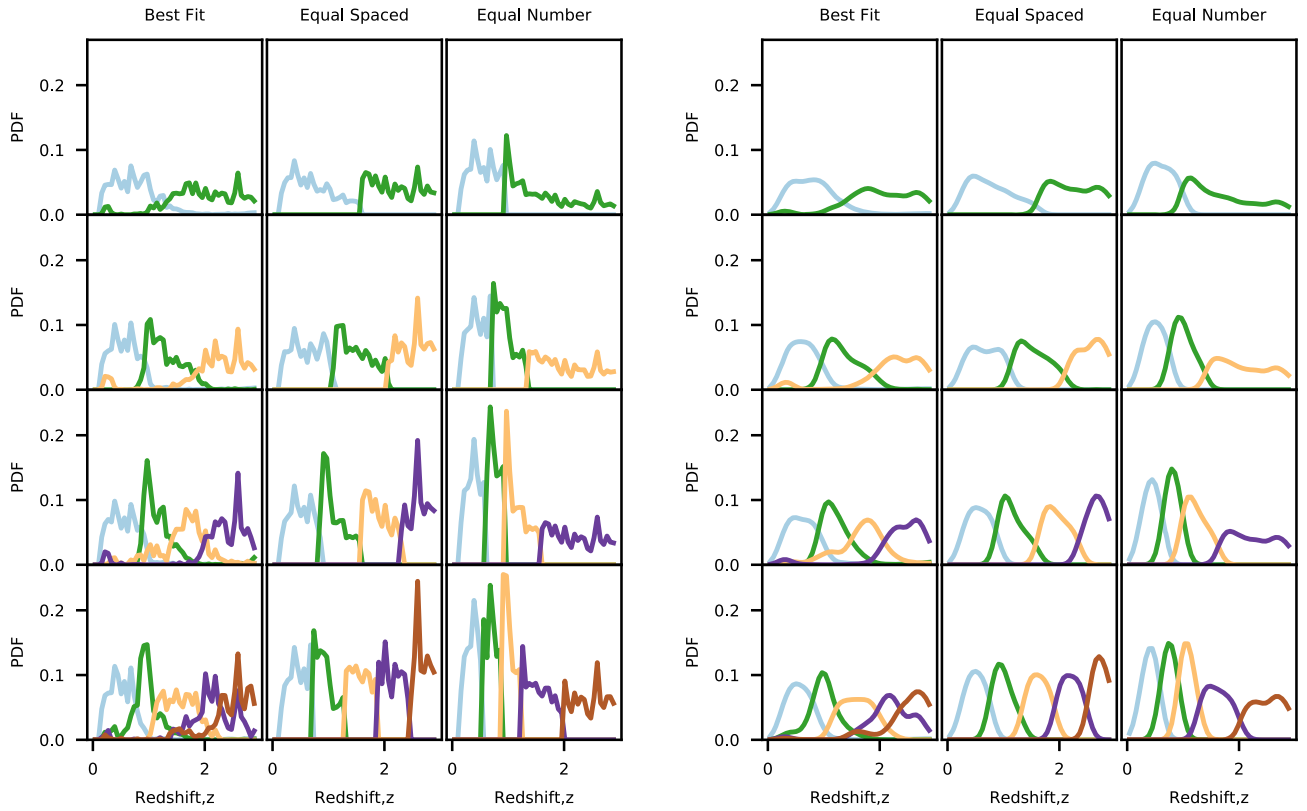 Best Fit Equal Spaced Equal Number Best Fit Equal Spaced Equal Number
0.2 0.2
PDF PDF
0.1 0.1
0.0 0.0
0.2 0.2
PDF PDF
0.1 0.1
0.0 0.0
0.2 0.2
PDF PDF
0.1 0.1
0.0 0.0
0.2 0.2
PDF PDF
0.1 0.1
0.0 0.0
0 2 0 2 0 2 0 2 0 2 0 2
Redshift,z Redshift,z Redshift,z Redshift,z Redshift,z Redshift,z